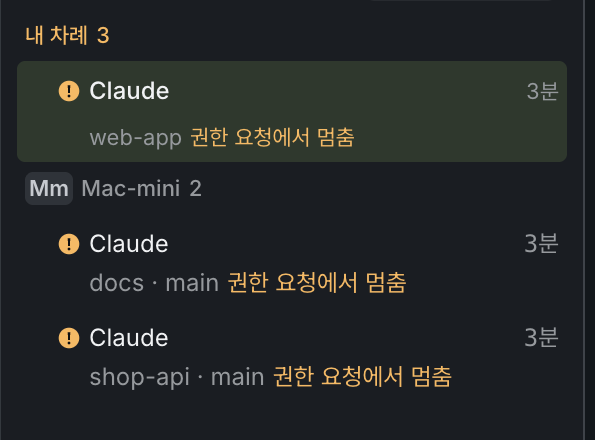 내 차례 3
Claude 3분
web-app 권한 요청에서 멈춤
Mm Mac-mini 2
Claude 3분
docs · main 권한 요청에서 멈춤
Claude 3분
shop-api · main 권한 요청에서 멈춤